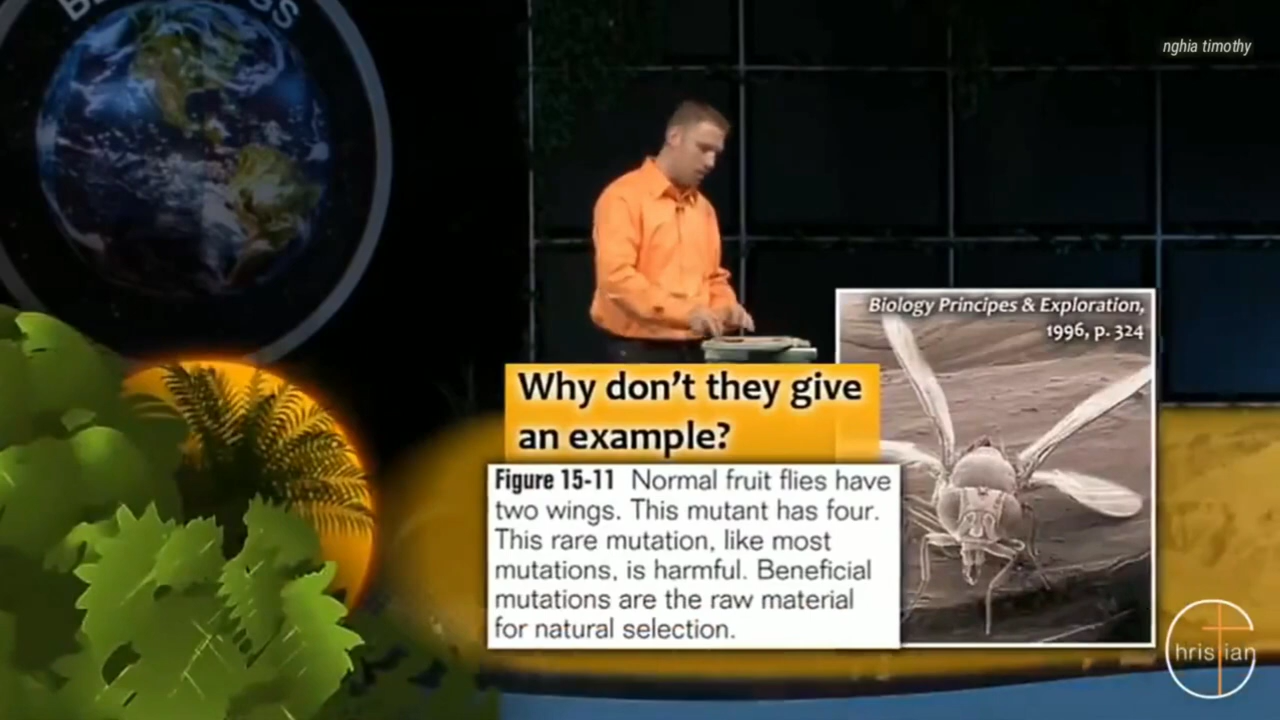 nghia timothy
Biology Principes & Exploration,
1996, p. 324
Why don't they give
an example?
Figure 15-11 Normal fruit flies have
two wings. This mutant has four.
This rare mutation, like most
mutations, is harmful. Beneficial
mutations are the raw material
for natural selection.
hristian